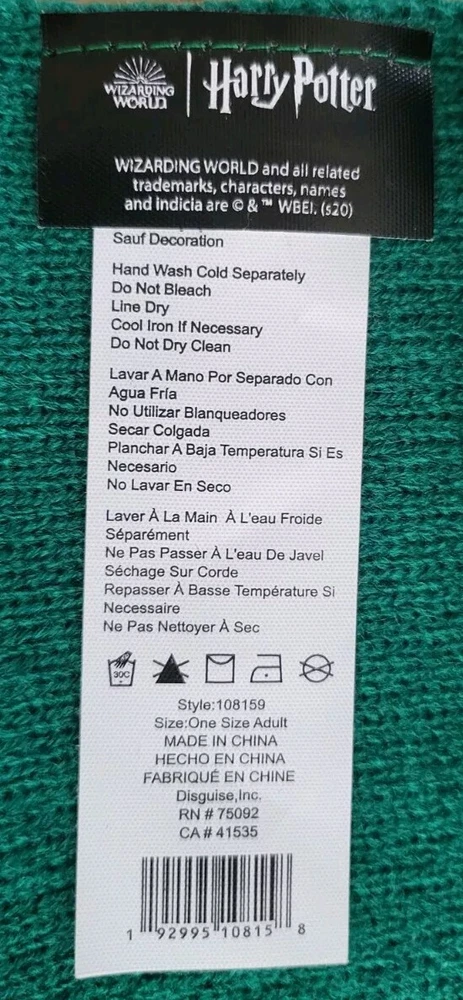 WIZARDING WORLD
Harry Potter
WIZARDING WORLD and all related
trademarks, characters, names
and indicia are © & ™ WBEI. (s20)
Sauf Decoration
Hand Wash Cold Separately
Do Not Bleach
Line Dry
Cool Iron If Necessary
Do Not Dry Clean
Lavar A Mano Por Separado Con
Agua Fría
No Utilizar Blanqueadores
Secar Colgada
Planchar A Baja Temperatura Si Es
Necesario
No Lavar En Seco
Laver À La Main À L'eau Froide
Séparément
Ne Pas Passer À L'eau De Javel
Séchage Sur Corde
Repasser À Basse Température Si
Necessaire
Ne Pas Nettoyer À Sec
30C
Style:108159
Size:One Size Adult
MADE IN CHINA
HECHO EN CHINA
FABRIQUÉ EN CHINE
Disguise,Inc.
RN # 75092
CA # 41535
1 92995 10815 8